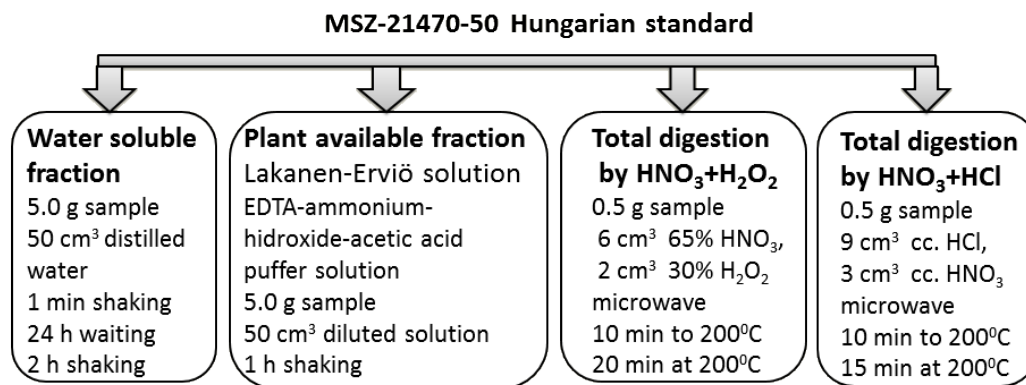 MSZ-21470-50 Hungarian standard
Water soluble
fraction
5.0 g sample
50 cm³ distilled
water
1 min shaking
24 h waiting
2 h shaking
Plant available fraction
Lakanen-Erviö solution
EDTA-ammonium-
hidroxide-acetic acid
puffer solution
5.0 g sample
50 cm³ diluted solution
1 h shaking
Total digestion
by HNO₃+H₂O₂
0.5 g sample
6 cm³ 65% HNO₃,
2 cm³ 30% H₂O₂
microwave
10 min to 200⁰C
20 min at 200⁰C
Total digestion
by HNO₃+HCl
0.5 g sample
9 cm³ cc. HCl,
3 cm³ cc. HNO₃
microwave
10 min to 200⁰C
15 min at 200⁰C